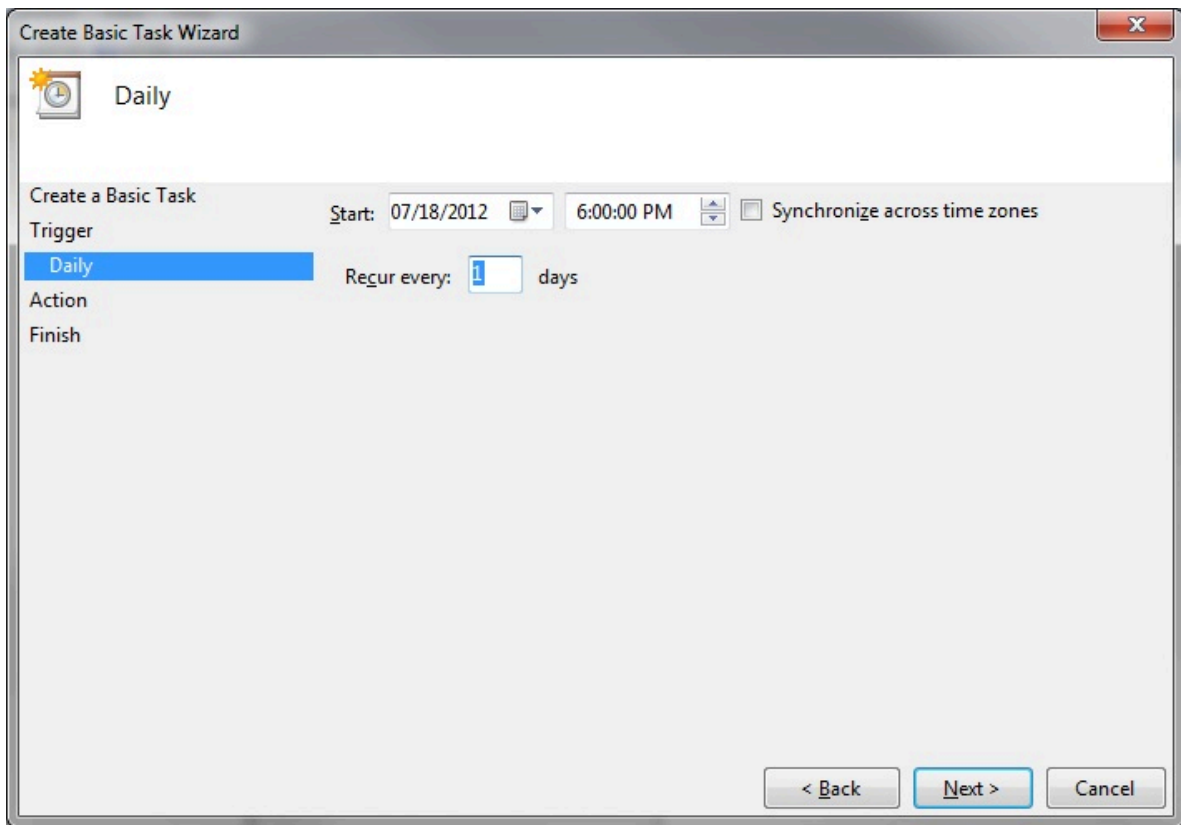 Create Basic Task Wizard
Daily
Create a Basic Task
Trigger
Daily
Action
Finish
Start: 07/18/2012 6:00:00 PM Synchronize across time zones
Recur every: 1 days
< Back Next > Cancel